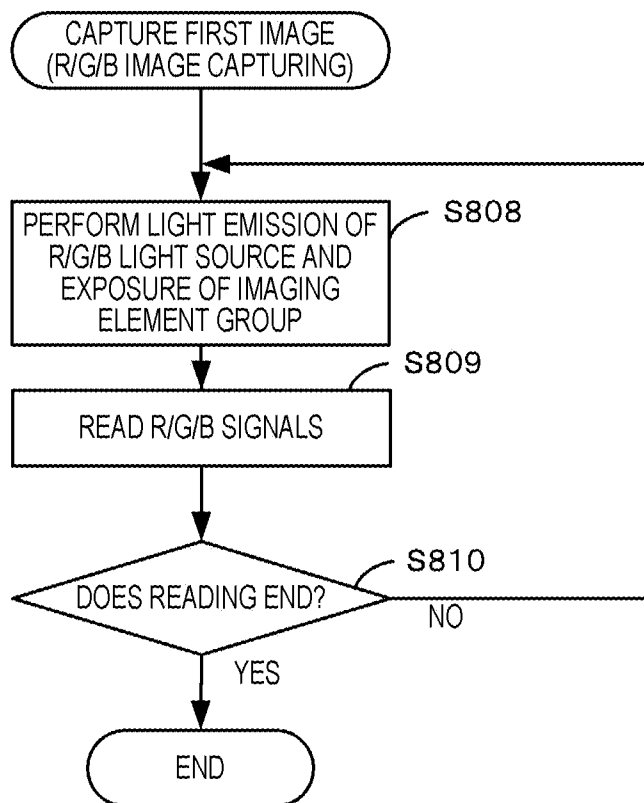 CAPTURE FIRST IMAGE
(R/G/B IMAGE CAPTURING)
S808
PERFORM LIGHT EMISSION OF
R/G/B LIGHT SOURCE AND
EXPOSURE OF IMAGING
ELEMENT GROUP
S809
READ R/G/B SIGNALS
S810
DOES READING END?
NO
YES
END